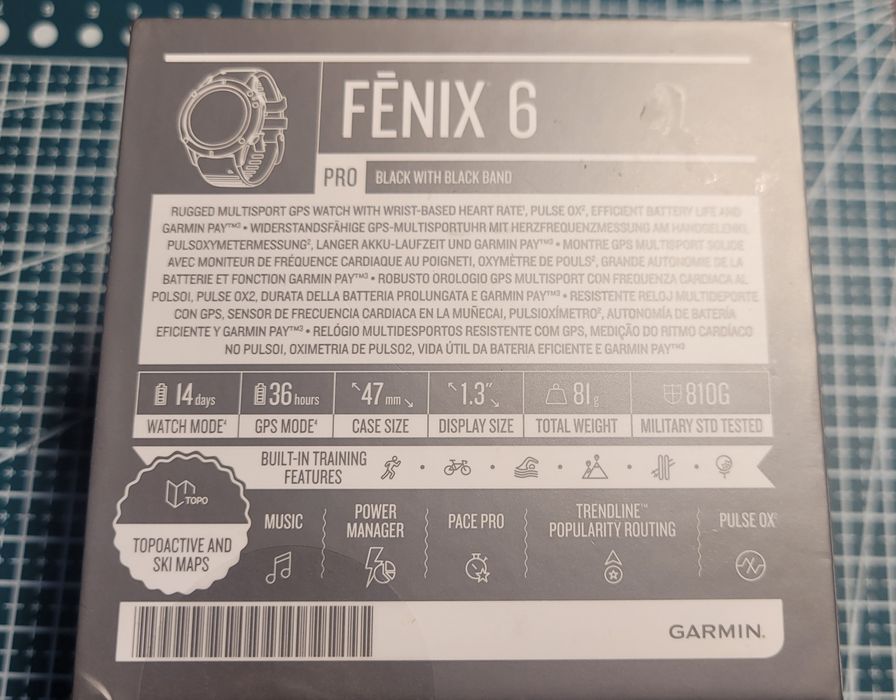 FĒNIX® 6
PRO BLACK WITH BLACK BAND
RUGGED MULTISPORT GPS WATCH WITH WRIST-BASED HEART RATE¹, PULSE OX², EFFICIENT BATTERY LIFE AND
GARMIN PAY™³ • WIDERSTANDSFÄHIGE GPS-MULTISPORTUHR MIT HERZFREQUENZMESSUNG AM HANDGELENK¹,
PULSOXYMETERMESSUNG², LANGER AKKU-LAUFZEIT UND GARMIN PAY™³ • MONTRE GPS MULTISPORT SOLIDE
AVEC MONITEUR DE FRÉQUENCE CARDIAQUE AU POIGNET1, OXYMÈTRE DE POULS², GRANDE AUTONOMIE DE LA
BATTERIE ET FONCTION GARMIN PAY™³ • ROBUSTO OROLOGIO GPS MULTISPORT CON FREQUENZA CARDIACA AL
POLSO1, PULSE OX2, DURATA DELLA BATTERIA PROLUNGATA E GARMIN PAY™³ • RESISTENTE RELOJ MULTIDEPORTE
CON GPS, SENSOR DE FRECUENCIA CARDIACA EN LA MUÑECA1, PULSIOXÍMETRO², AUTONOMÍA DE BATERÍA
EFICIENTE Y GARMIN PAY™³ • RELÓGIO MULTIDESPORTOS RESISTENTE COM GPS, MEDIÇÃO DO RITMO CARDÍACO
NO PULSO1, OXIMETRIA DE PULSO2, VIDA ÚTIL DA BATERIA EFICIENTE E GARMIN PAY™³
14 days 36 hours 47 mm 1.3″ 81 g 810G
WATCH MODE⁴ GPS MODE⁴ CASE SIZE DISPLAY SIZE TOTAL WEIGHT MILITARY STD TESTED
BUILT-IN TRAINING
FEATURES
TOPO
TOPOACTIVE AND
SKI MAPS
MUSIC
POWER
MANAGER
PACE PRO
TRENDLINE™
POPULARITY ROUTING
PULSE OX²
GARMIN®